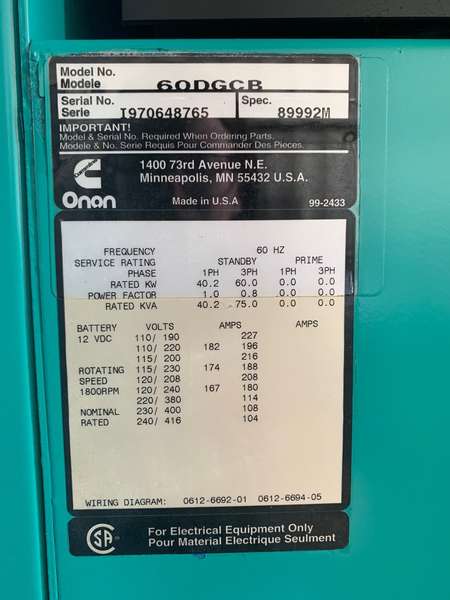 Model No.
Modele 60DGCB
Serial No. Spec.
Serie I970648765 89992M
IMPORTANT!
Model & Serial No. Required When Ordering Parts.
Modele & No. Serie Requis Pour Commander Des Pieces.
1400 73rd Avenue N.E.
Minneapolis, MN 55432 U.S.A.
Onan Made in U.S.A 99-2433
FREQUENCY 60 HZ
SERVICE RATING STANDBY PRIME
PHASE 1PH 3PH 1PH 3PH
RATED KW 40.2 60.0 0.0 0.0
POWER FACTOR 1.0 0.8 0.0 0.0
RATED KVA 40.2 75.0 0.0 0.0
BATTERY VOLTS AMPS AMPS
12 VDC 110/ 190 227
110/ 220 182 196
115/ 200 216
ROTATING 115/ 230 174 188
SPEED 120/ 208 208
1800RPM 120/ 240 167 180
220/ 380 114
NOMINAL 230/ 400 108
RATED 240/ 416 104
WIRING DIAGRAM: 0612-6692-01 0612-6694-05
SA
For Electrical Equipment Only
Pour Material Electrique Seulment